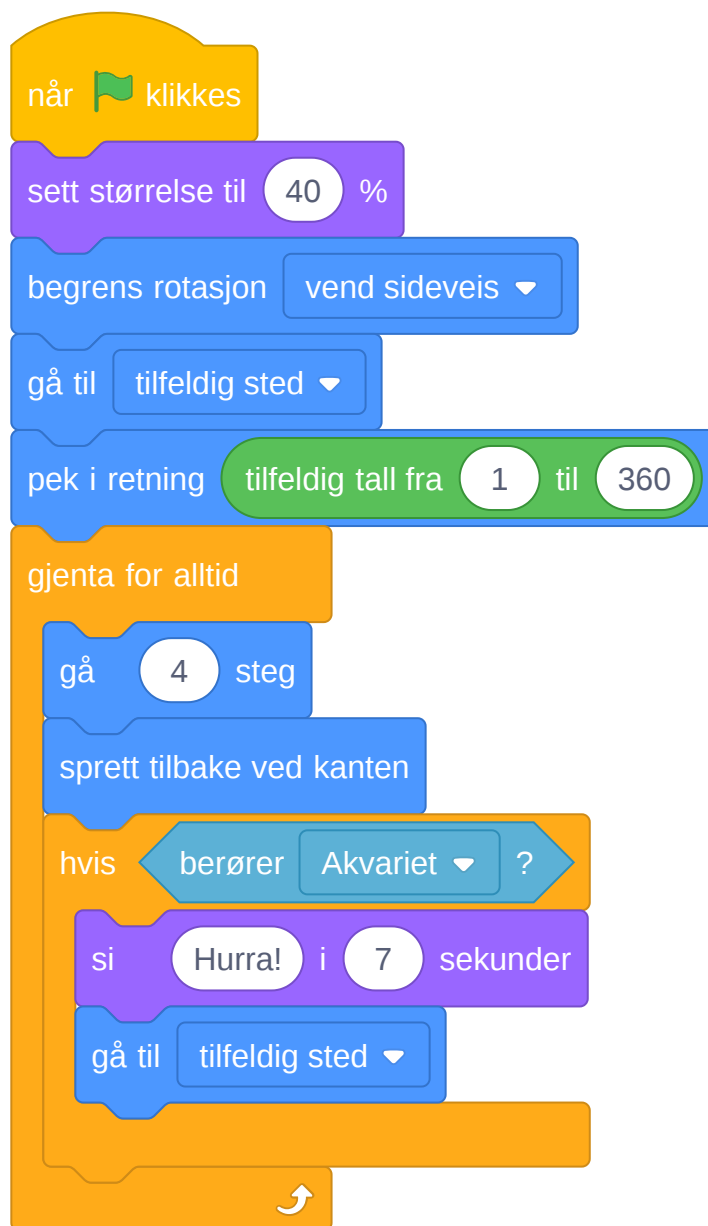 når klikkes
sett størrelse til 40 %
begrens rotasjon vend sideveis
gå til tilfeldig sted
pek i retning tilfeldig tall fra 1 til 360
gjenta for alltid
gå 4 steg
sprett tilbake ved kanten
hvis berører Akvariet ?
si Hurra! i 7 sekunder
gå til tilfeldig sted